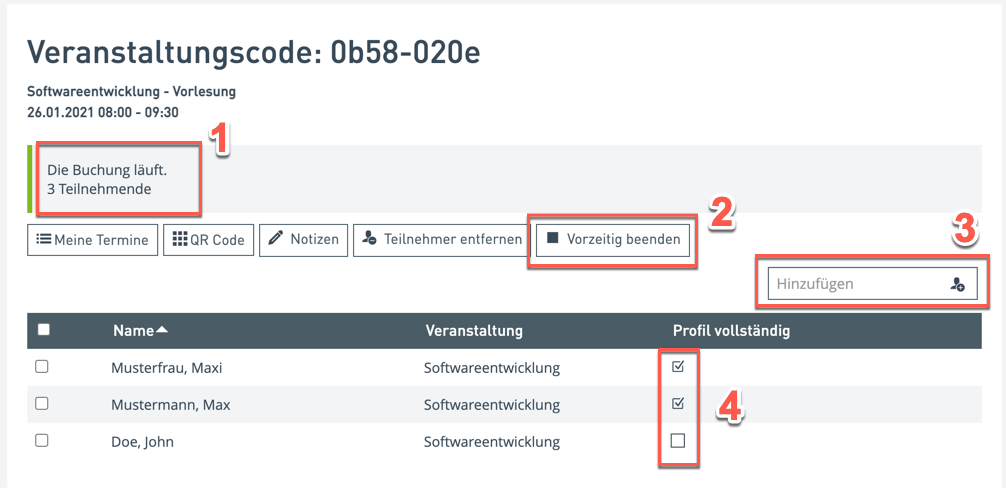 Veranstaltungscode: 0b58-020e
Softwareentwicklung - Vorlesung
26.01.2021 08:00 - 09:30
1
Die Buchung läuft.
3 Teilnehmende
2
Meine Termine QR Code Notizen Teilnehmer entfernen Vorzeitig beenden
3
Hinzufügen
Name Veranstaltung Profil vollständig
Musterfrau, Maxi Softwareentwicklung
Mustermann, Max Softwareentwicklung
4
Doe, John Softwareentwicklung